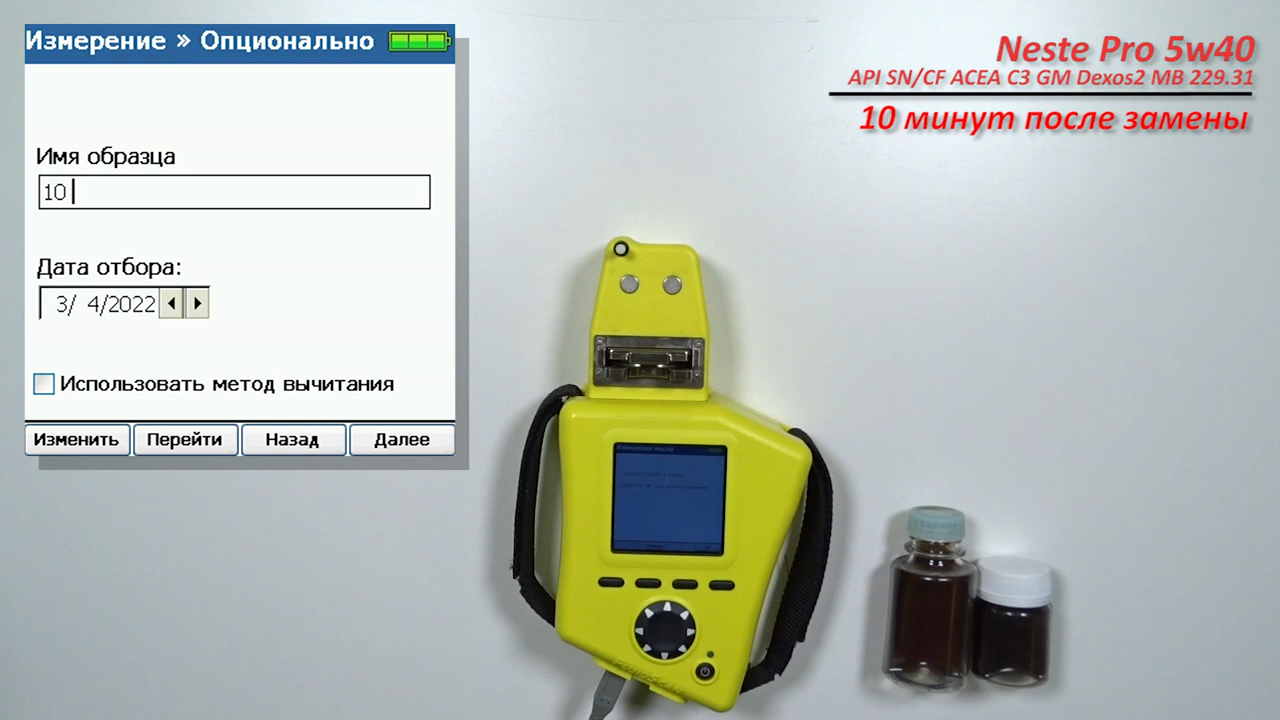 Измерение » Опционально
Имя образца
10
Дата отбора:
3/ 4/2022
Использовать метод вычитания
Изменить
Перейти
Назад
Далее
Neste Pro 5w40
API SN/CF ACEA C3 GM Dexos2 MB 229.31
10 минут после замены